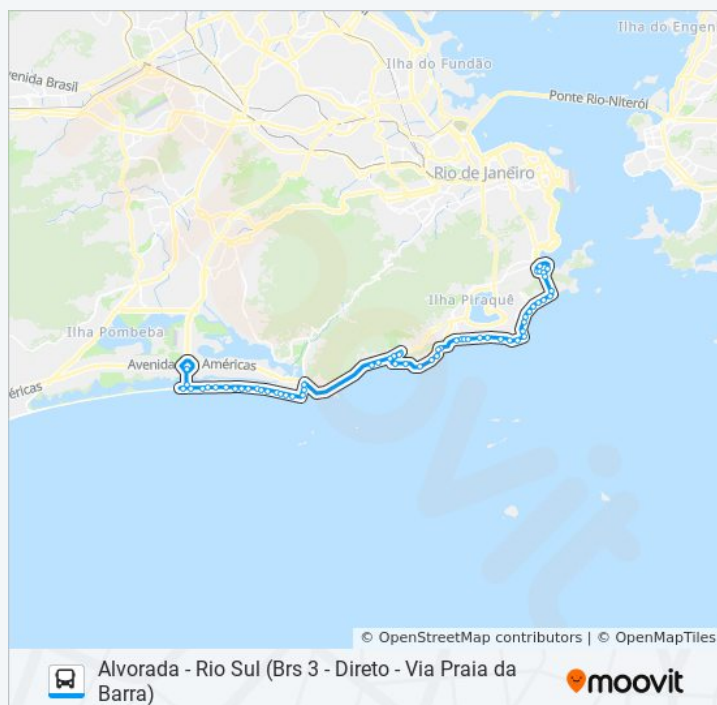 Ilha do Engen
Ilha do Fundão
venida Brasil
Ponte Rio-Niterói
Rio de Janeiro
Ilha Piraquê
Ilha Pombeba
Avenida
Américas
éricas
moovit
© OpenStreetMap contributors | © OpenMapTiles
Alvorada - Rio Sul (Brs 3 - Direto - Via Praia da
Barra)
moovit